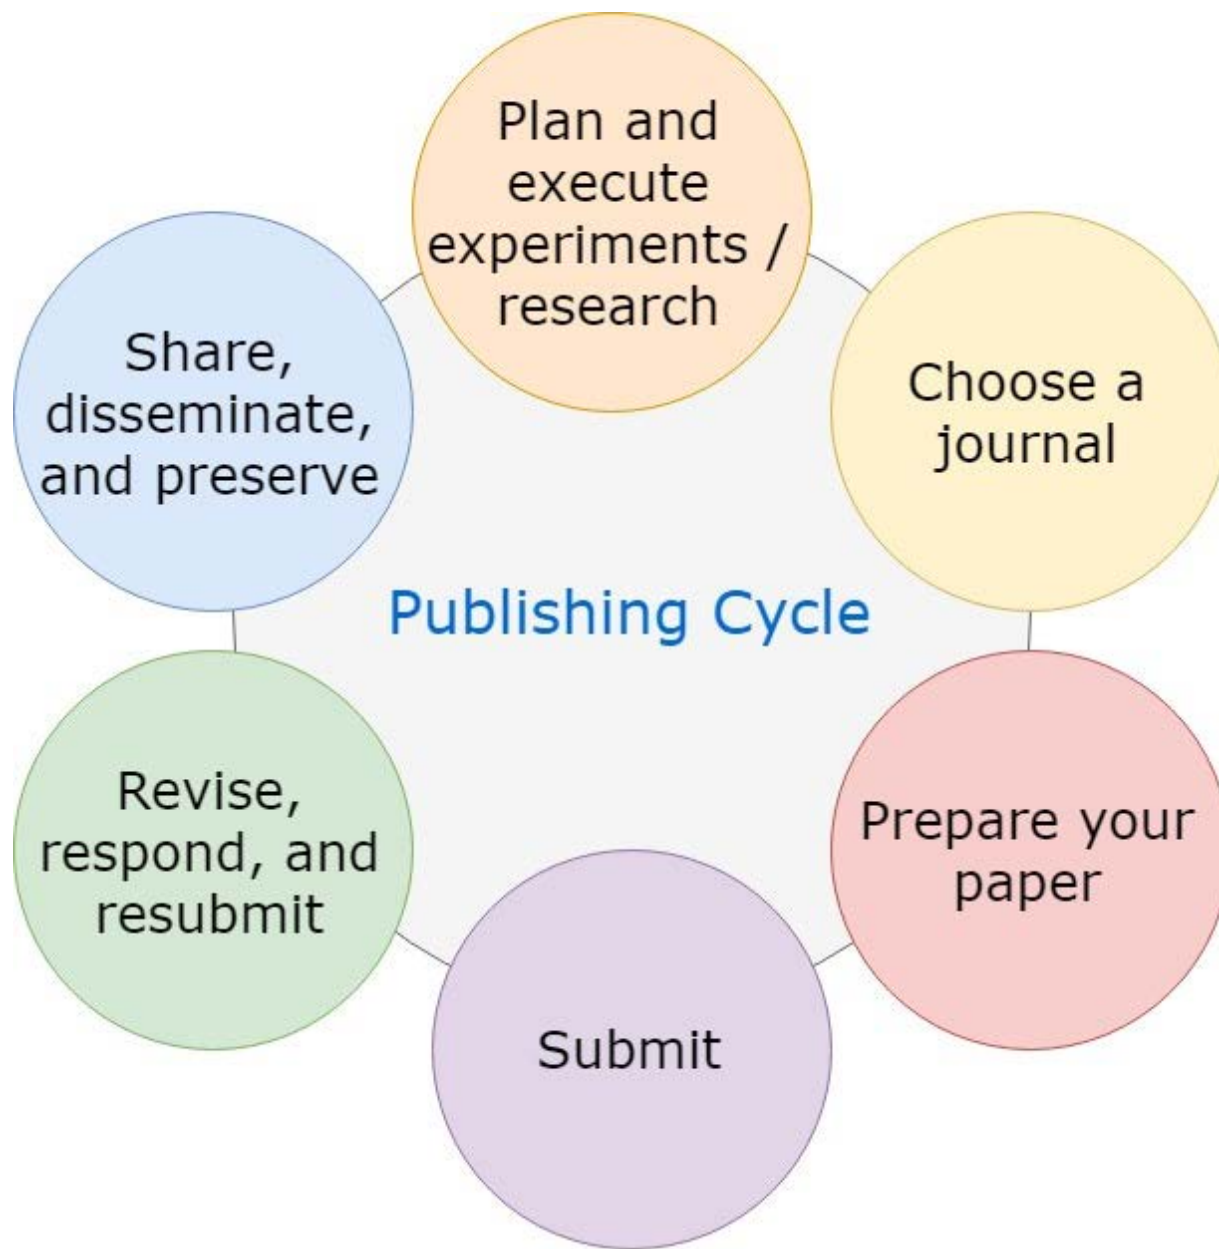 Plan and
execute
experiments /
research
Choose a
journal
Prepare your
paper
Submit
Revise,
respond, and
resubmit
Share,
disseminate,
and preserve
Publishing Cycle